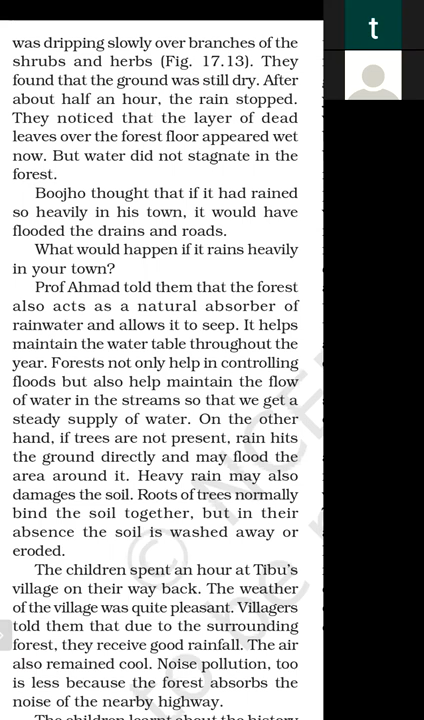 t
was dripping slowly over branches of the
shrubs and herbs (Fig. 17.13). They
found that the ground was still dry. After
about half an hour, the rain stopped.
They noticed that the layer of dead
leaves over the forest floor appeared wet
now. But water did not stagnate in the
forest.
Boojho thought that if it had rained
so heavily in his town, it would have
flooded the drains and roads.
What would happen if it rains heavily
in your town?
Prof Ahmad told them that the forest
also acts as a natural absorber of
rainwater and allows it to seep. It helps
maintain the water table throughout the
year. Forests not only help in controlling
floods but also help maintain the flow
of water in the streams so that we get a
steady supply of water. On the other
hand, if trees are not present, rain hits
the ground directly and may flood the
area around it. Heavy rain may also
damages the soil. Roots of trees normally
bind the soil together, but in their
absence the soil is washed away or
eroded.
The children spent an hour at Tibu's
village on their way back. The weather
of the village was quite pleasant. Villagers
told them that due to the surrounding
forest, they receive good rainfall. The air
also remained cool. Noise pollution, too
is less because the forest absorbs the
noise of the nearby highway.
The children learnt about the history